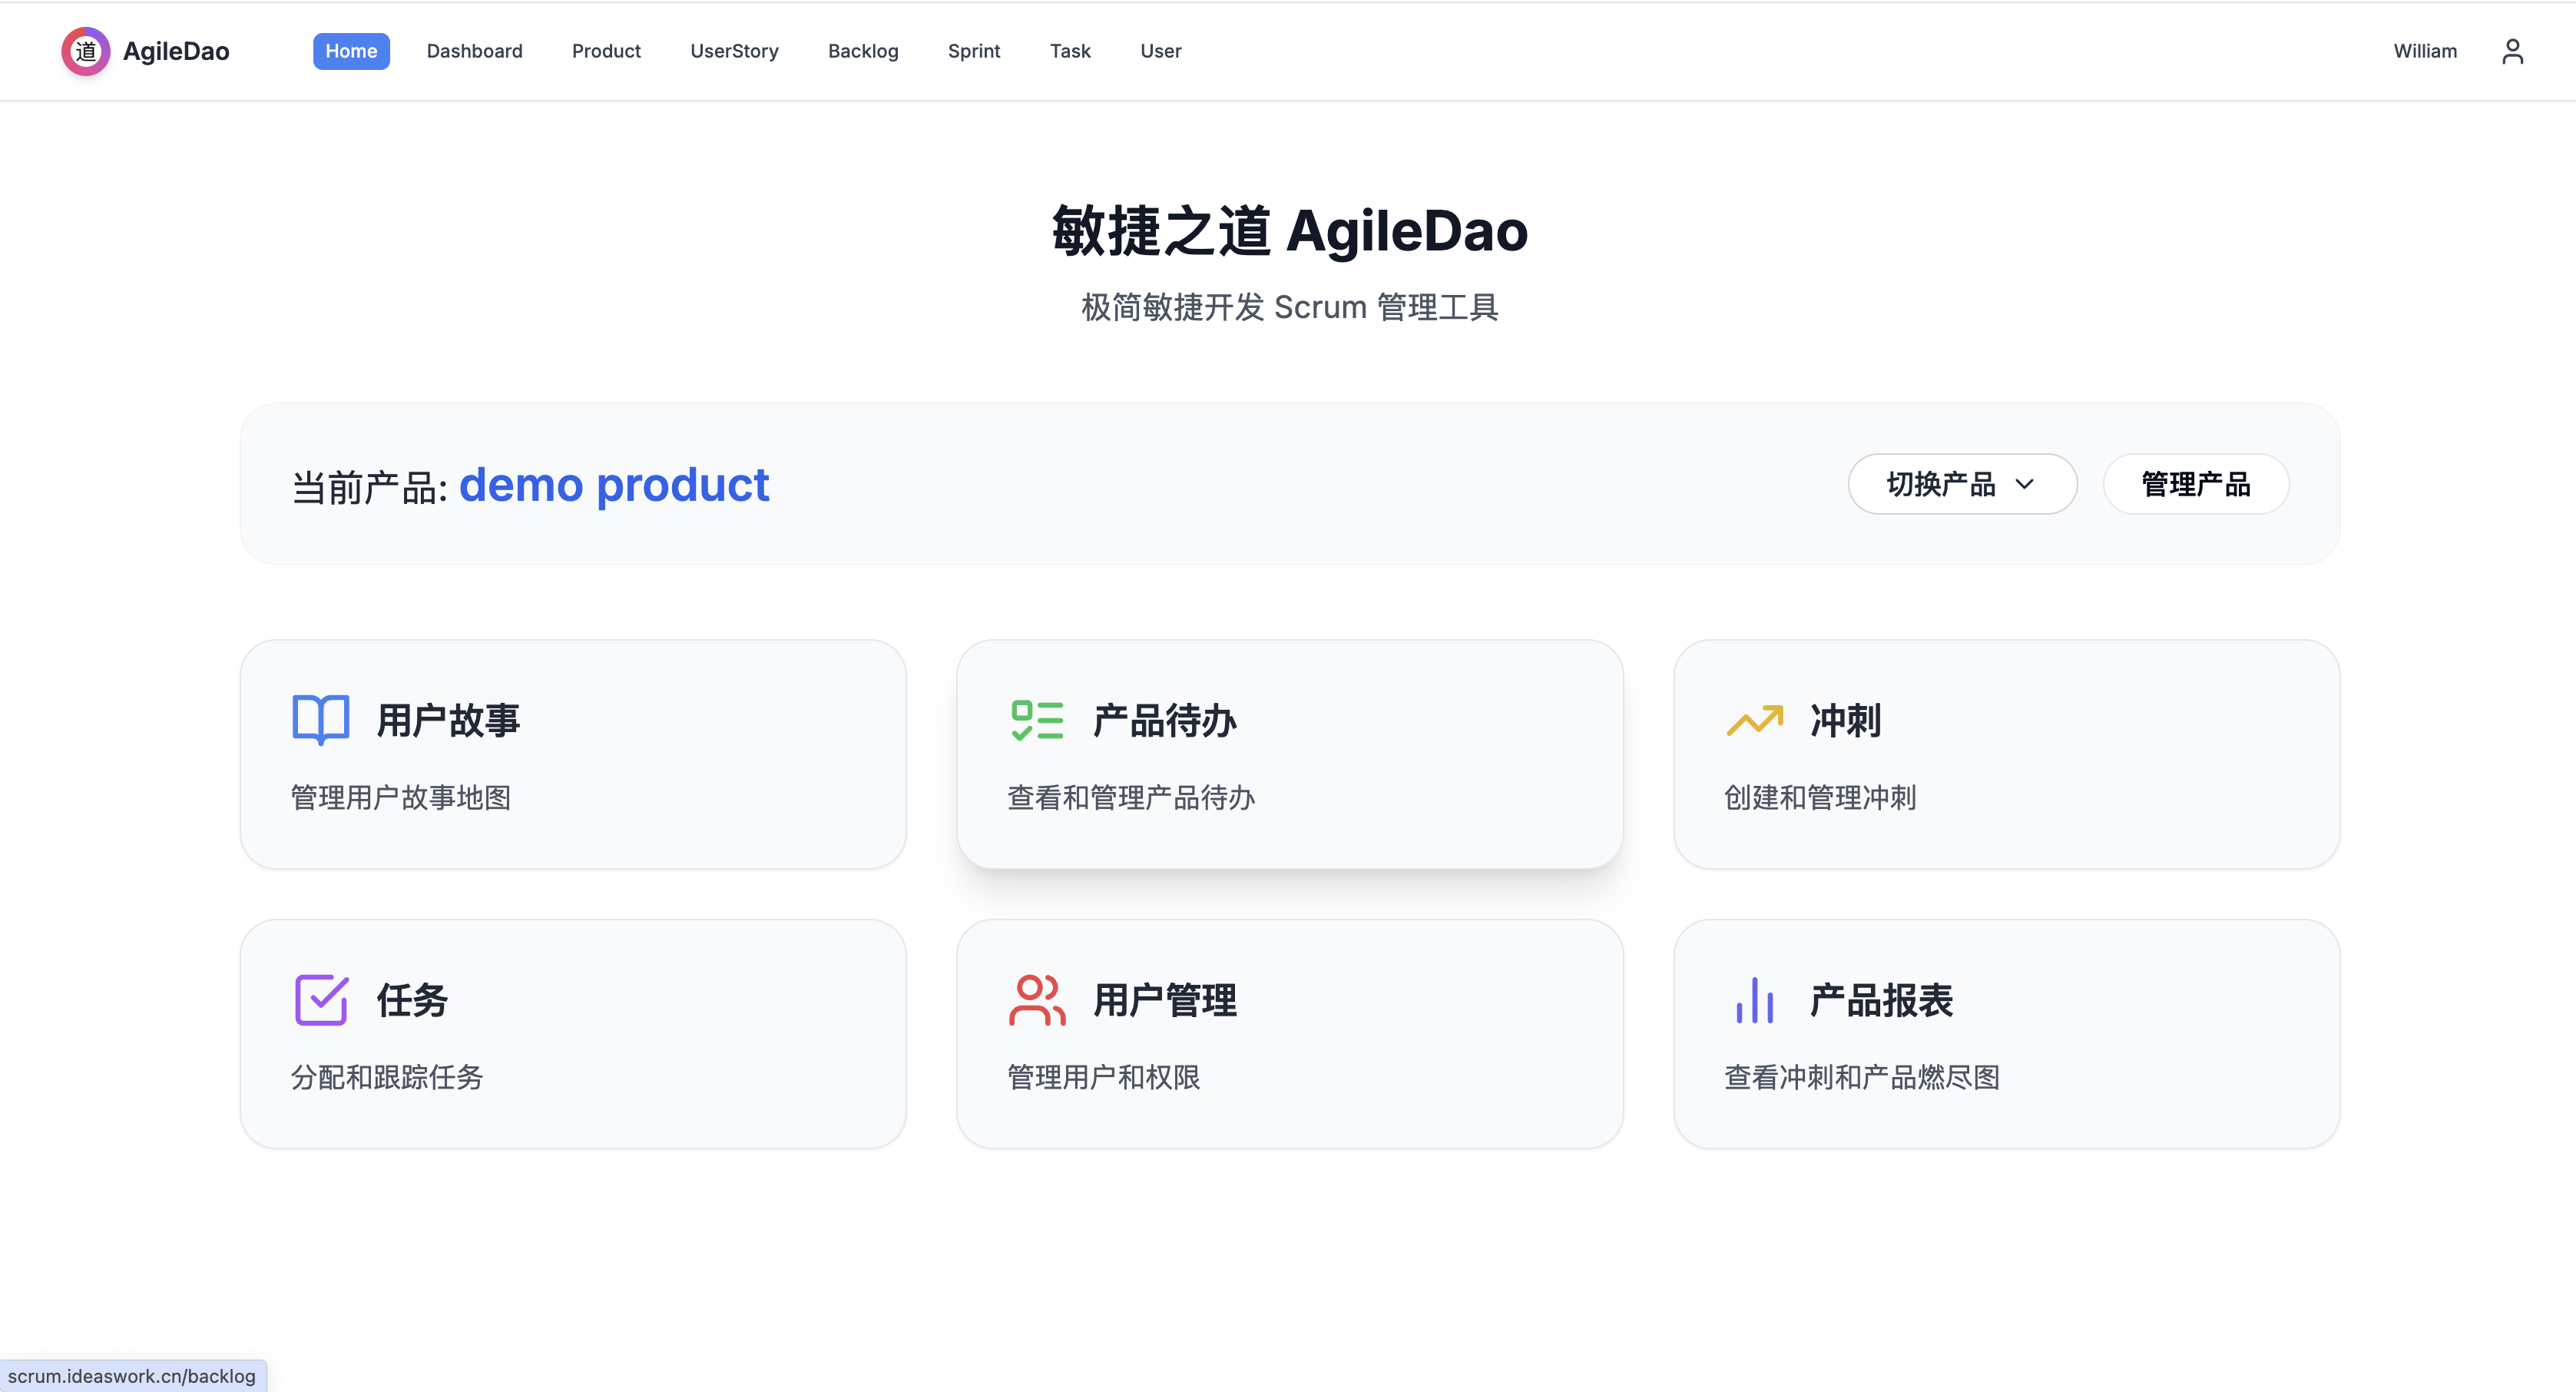 道 AgileDao Home Dashboard Product UserStory Backlog Sprint Task User William
敏捷之道 AgileDao
极简敏捷开发 Scrum 管理工具
当前产品: demo product 切换产品 管理产品
用户故事
管理用户故事地图
产品待办
查看和管理产品待办
冲刺
创建和管理冲刺
任务
分配和跟踪任务
用户管理
管理用户和权限
产品报表
查看冲刺和产品燃尽图
scrum.ideaswork.cn/backlog